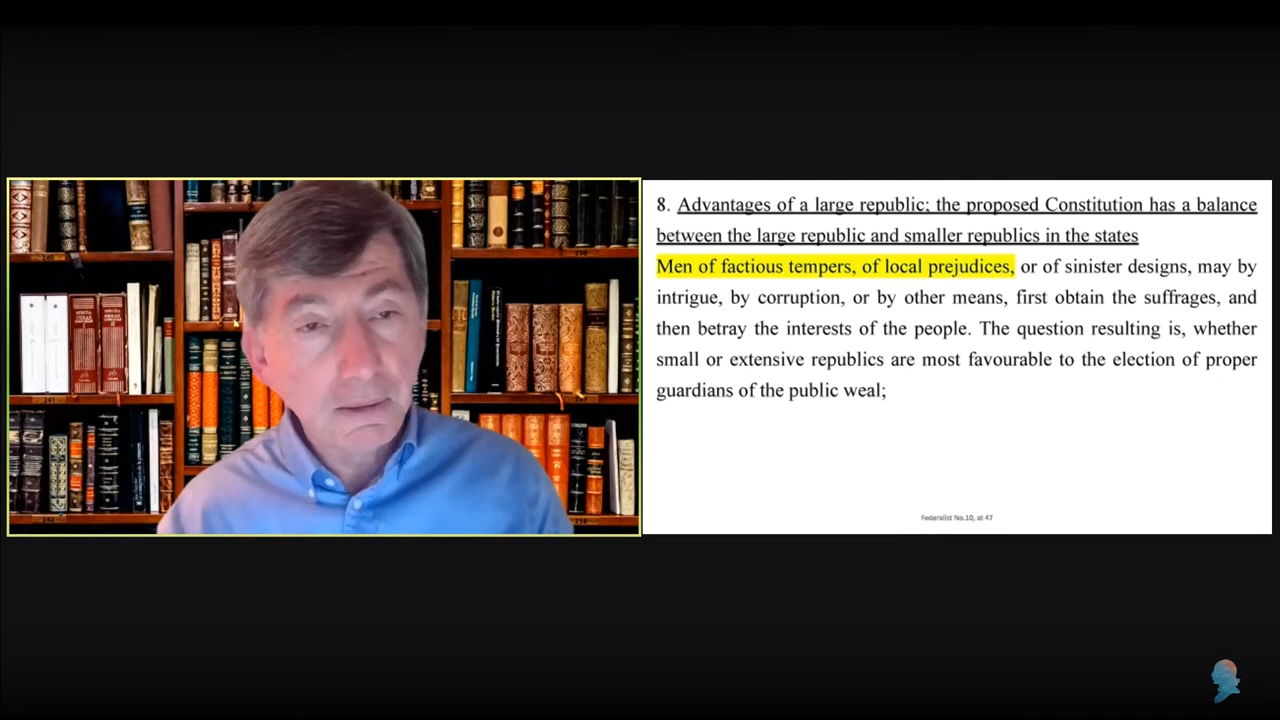 8. Advantages of a large republic; the proposed Constitution has a balance
between the large republic and smaller republics in the states
Men of factious tempers, of local prejudices, or of sinister designs, may by
intrigue, by corruption, or by other means, first obtain the suffrages, and
then betray the interests of the people. The question resulting is, whether
small or extensive republics are most favourable to the election of proper
guardians of the public weal;
Federalist No.10, at 47